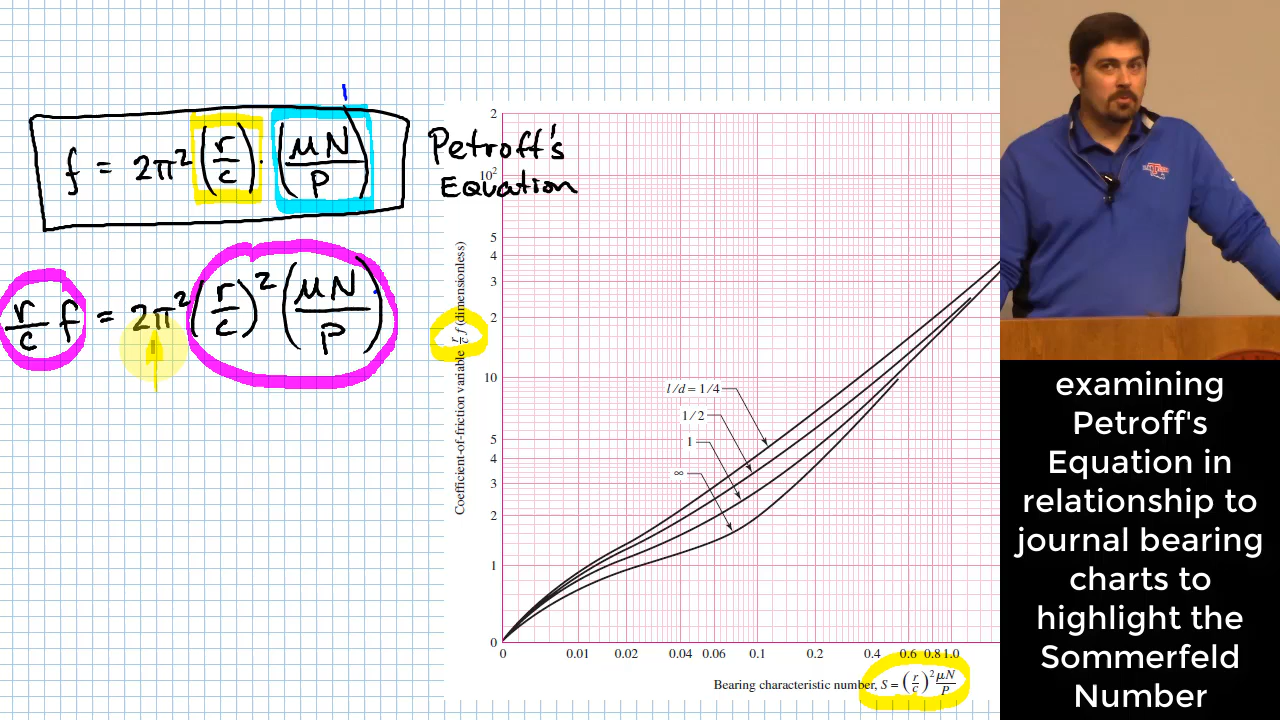 f = 2π² (r/c) · (μN/P)
Petroff's
Equation
r/c f = 2π² (r/c)² (μN/P)
Coefficient-of-friction variable r/c f (dimensionless)
2
10²
5
4
3
2
10
5
4
3
2
1
0
l/d = 1/4
1/2
1
∞
0 0.01 0.02 0.04 0.06 0.1 0.2 0.4 0.6 0.8 1.0
Bearing characteristic number, S = (r/c)² μN/P
examining
Petroff's
Equation in
relationship to
journal bearing
charts to
highlight the
Sommerfeld
Number